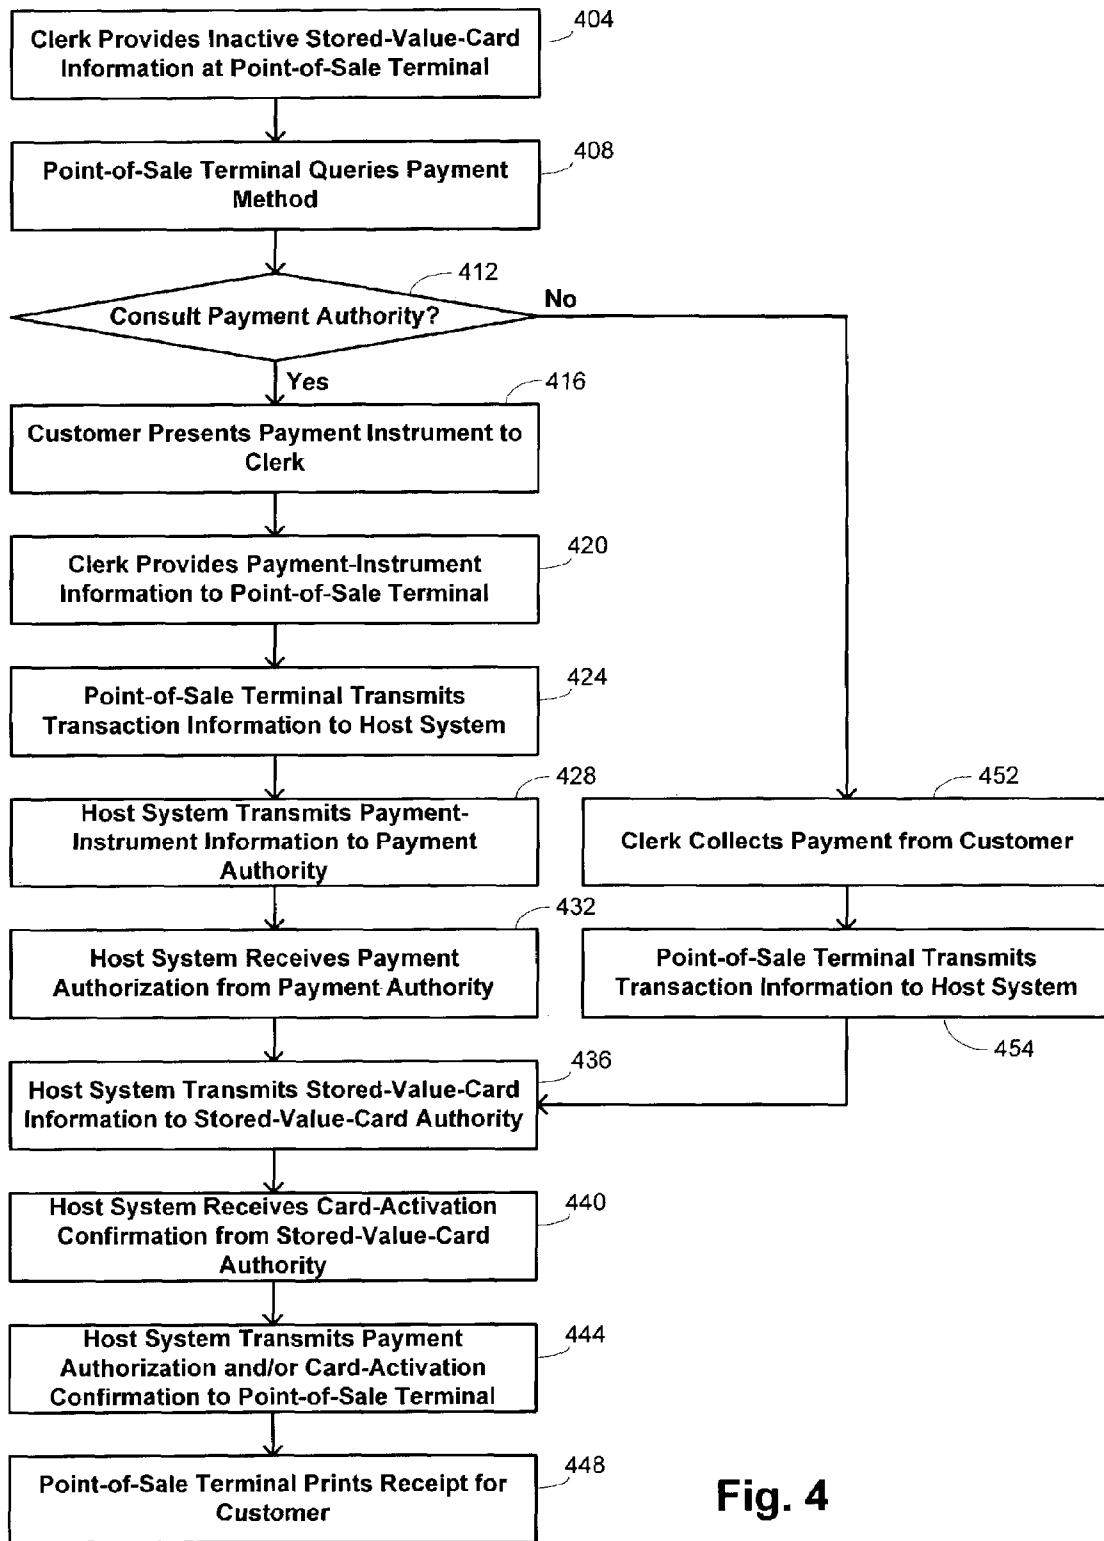 404
Clerk Provides Inactive Stored-Value-Card
Information at Point-of-Sale Terminal
408
Point-of-Sale Terminal Queries Payment
Method
412
Consult Payment Authority?
No
Yes
416
Customer Presents Payment Instrument to
Clerk
420
Clerk Provides Payment-Instrument
Information to Point-of-Sale Terminal
424
Point-of-Sale Terminal Transmits
Transaction Information to Host System
428
Host System Transmits Payment-
Instrument Information to Payment
Authority
452
Clerk Collects Payment from Customer
432
Host System Receives Payment
Authorization from Payment Authority
Point-of-Sale Terminal Transmits
Transaction Information to Host System
454
436
Host System Transmits Stored-Value-Card
Information to Stored-Value-Card Authority
440
Host System Receives Card-Activation
Confirmation from Stored-Value-Card
Authority
444
Host System Transmits Payment
Authorization and/or Card-Activation
Confirmation to Point-of-Sale Terminal
448
Point-of-Sale Terminal Prints Receipt for
Customer
Fig. 4